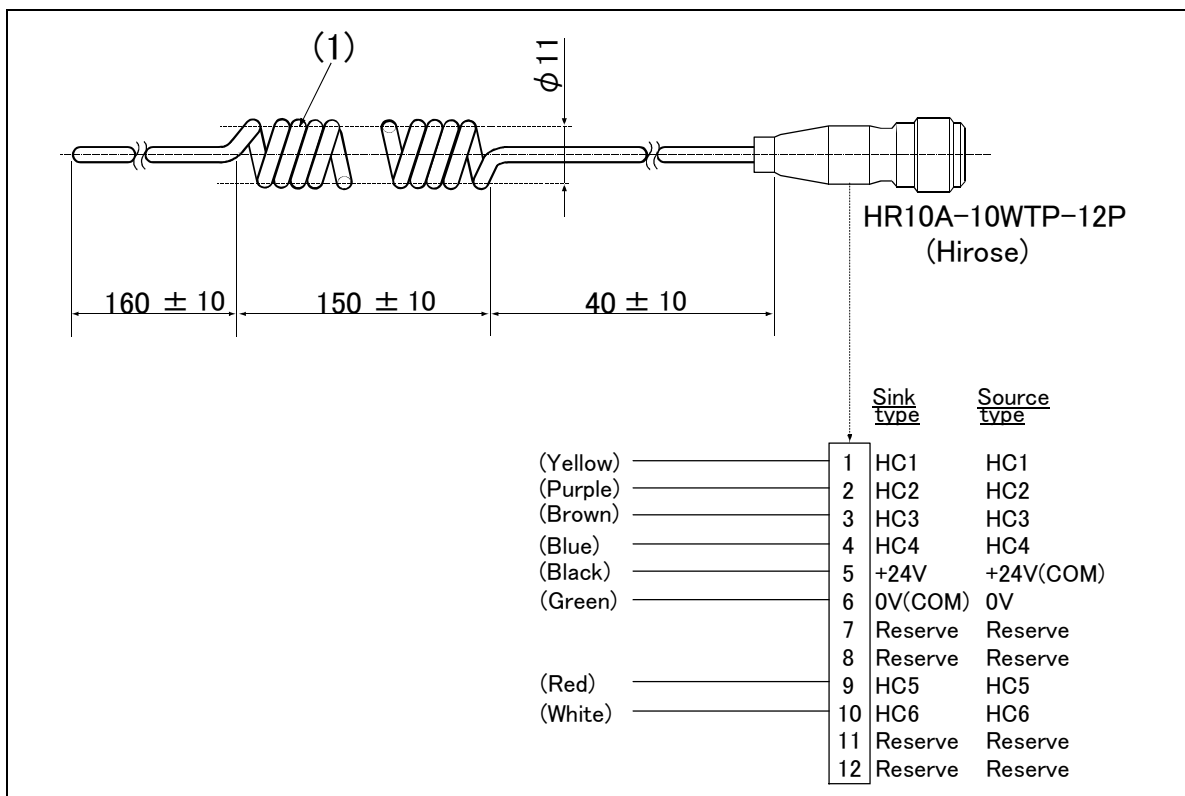 (1)
φ11
HR10A-10WTP-12P
(Hirose)
160 ± 10 150 ± 10 40 ± 10
Sink type Source type
(Yellow) 1 HC1 HC1
(Purple) 2 HC2 HC2
(Brown) 3 HC3 HC3
(Blue) 4 HC4 HC4
(Black) 5 +24V +24V(COM)
(Green) 6 0V(COM) 0V
7 Reserve Reserve
8 Reserve Reserve
(Red) 9 HC5 HC5
(White) 10 HC6 HC6
11 Reserve Reserve
12 Reserve Reserve